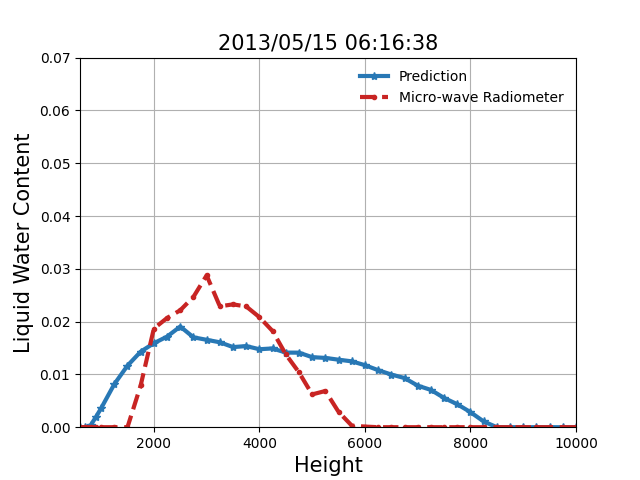 2013/05/15 06:16:38
0.07
0.06
0.05
0.04
0.03
0.02
0.01
0.00
Liquid Water Content
Prediction
Micro-wave Radiometer
2000 4000 6000 8000 10000
Height